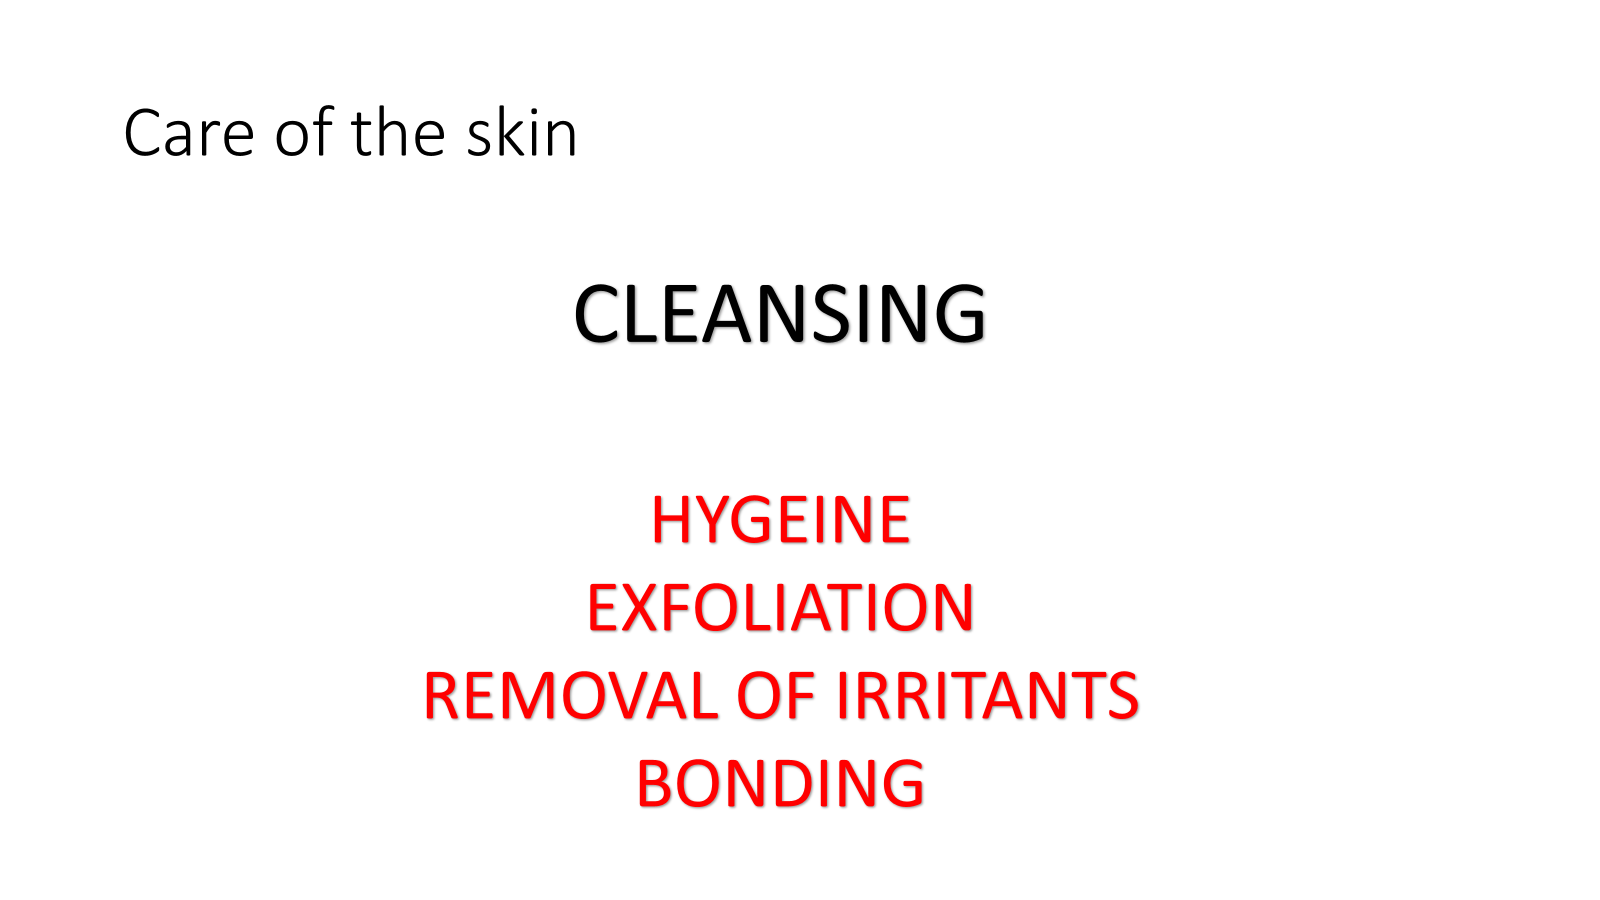 Care of the skin
CLEANSING
HYGEINE
EXFOLIATION
REMOVAL OF IRRITANTS
BONDING